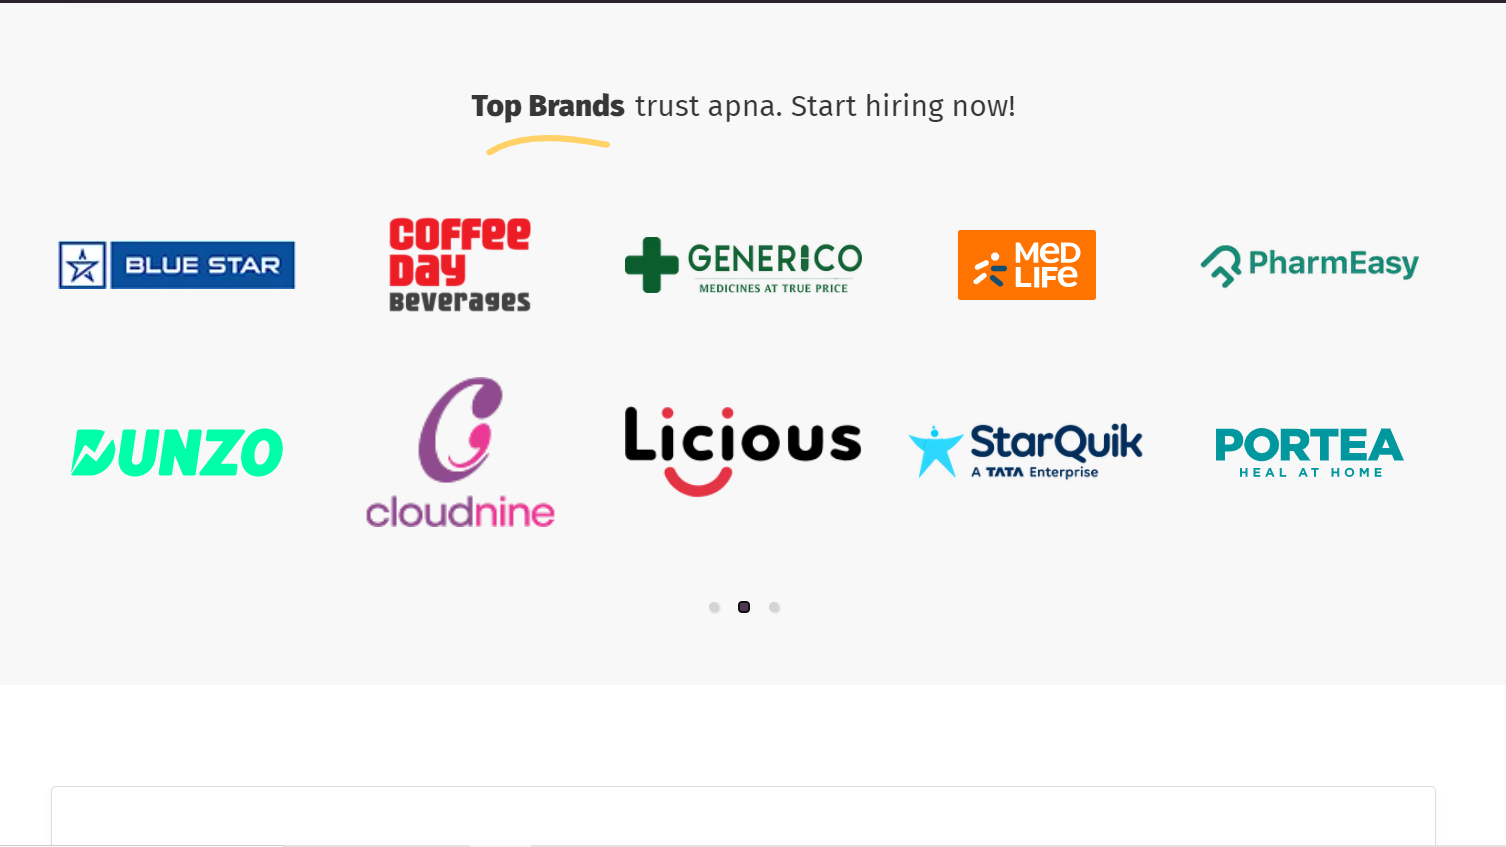 Top Brands trust apna. Start hiring now!
BLUE STAR
COFFEE
DAY
BEVERAGES
GENERICO
MEDICINES AT TRUE PRICE
MeD
LIFe
PharmEasy
DUNZO
cloudnine
Licious
StarQuik
A TATA Enterprise
PORTEA
HEAL AT HOME